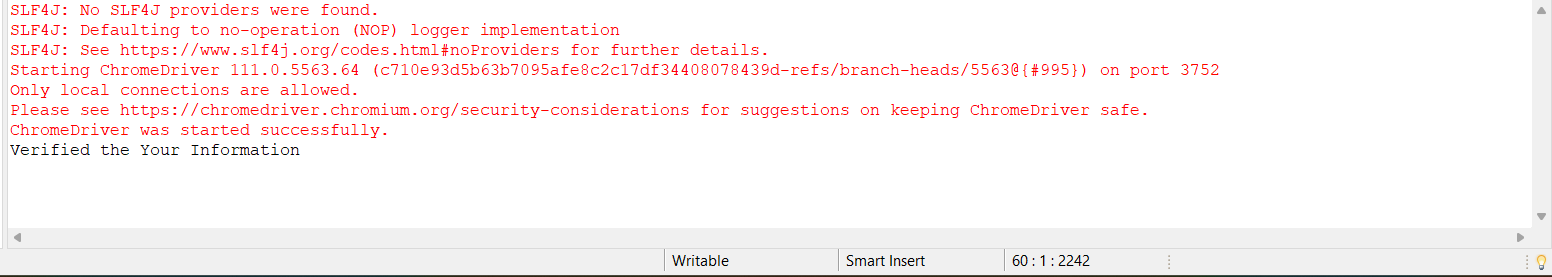 SLF4J: No SLF4J providers were found.
SLF4J: Defaulting to no-operation (NOP) logger implementation
SLF4J: See https://www.slf4j.org/codes.html#noProviders for further details.
Starting ChromeDriver 111.0.5563.64 (c710e93d5b63b7095afe8c2c17df34408078439d-refs/branch-heads/5563@{#995}) on port 3752
Only local connections are allowed.
Please see https://chromedriver.chromium.org/security-considerations for suggestions on keeping ChromeDriver safe.
ChromeDriver was started successfully.
Verified the Your Information
Writable Smart Insert 60 : 1 : 2242